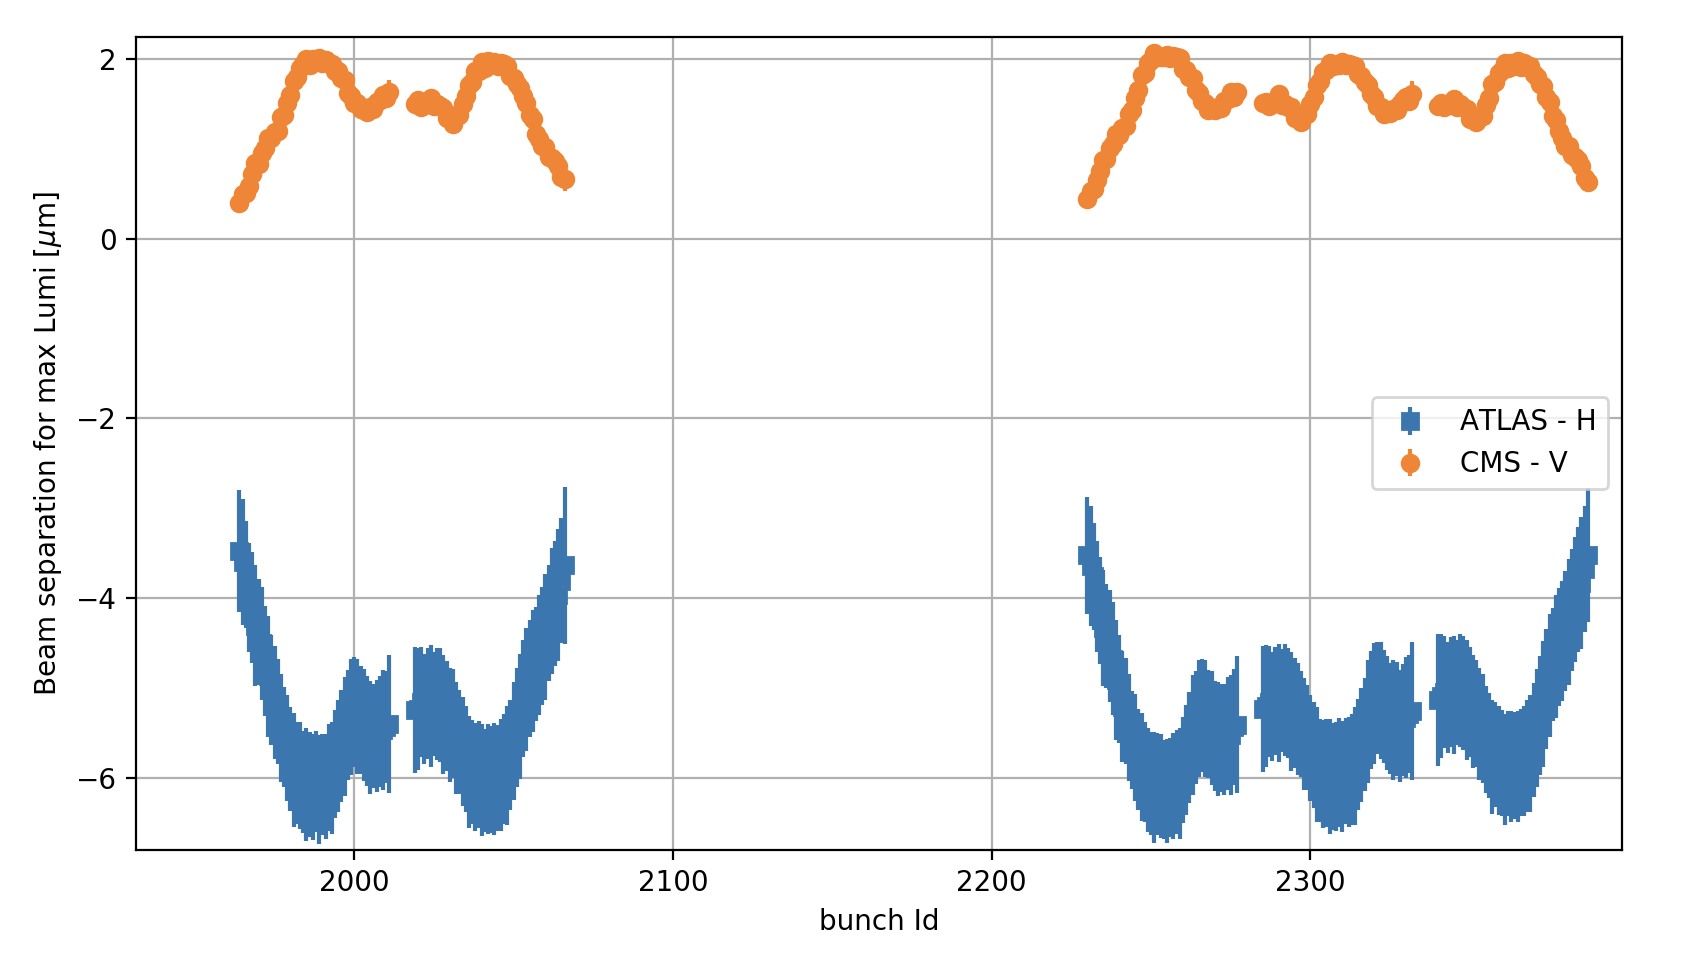 2
0
−2
−4
−6
Beam separation for max Lumi [μm]
ATLAS - H
CMS - V
2000
2100
2200
2300
bunch Id